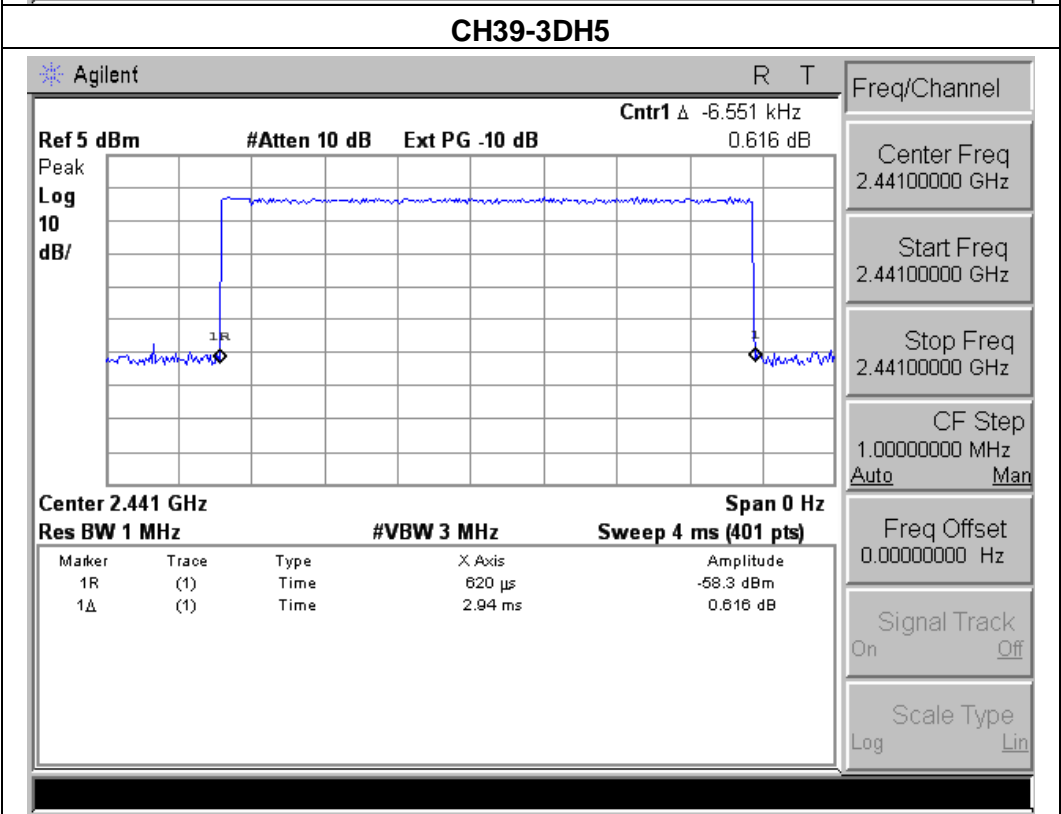 CH39-3DH5
Agilent R T
Cntr1 Δ -6.551 kHz
Ref 5 dBm #Atten 10 dB Ext PG -10 dB 0.616 dB
Peak
Log
10
dB/
1R
1
Center 2.441 GHz Span 0 Hz
Res BW 1 MHz #VBW 3 MHz Sweep 4 ms (401 pts)
Marker Trace Type X Axis Amplitude
1R (1) Time 620 µs -58.3 dBm
1Δ (1) Time 2.94 ms 0.616 dB
Freq/Channel
Center Freq
2.44100000 GHz
Start Freq
2.44100000 GHz
Stop Freq
2.44100000 GHz
CF Step
1.00000000 MHz
Auto Man
Freq Offset
0.00000000 Hz
Signal Track
On Off
Scale Type
Log Lin